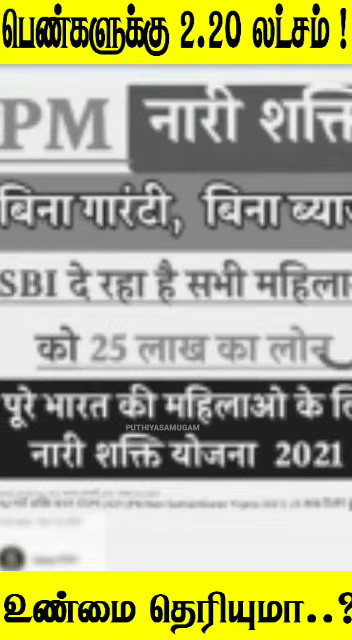 பெண்களுக்கு 2.20 லட்சம் !
PM नारी शक्ति
बिना गारंटी, बिना ब्या
SBI दे रहा है सभी महिला
को 25 लाख का लोन
पूरे भारत की महिलाओ के लि
PUTHIYASAMUGAM
नारी शक्ति योजना 2021
உண்மை தெரியுமா..?